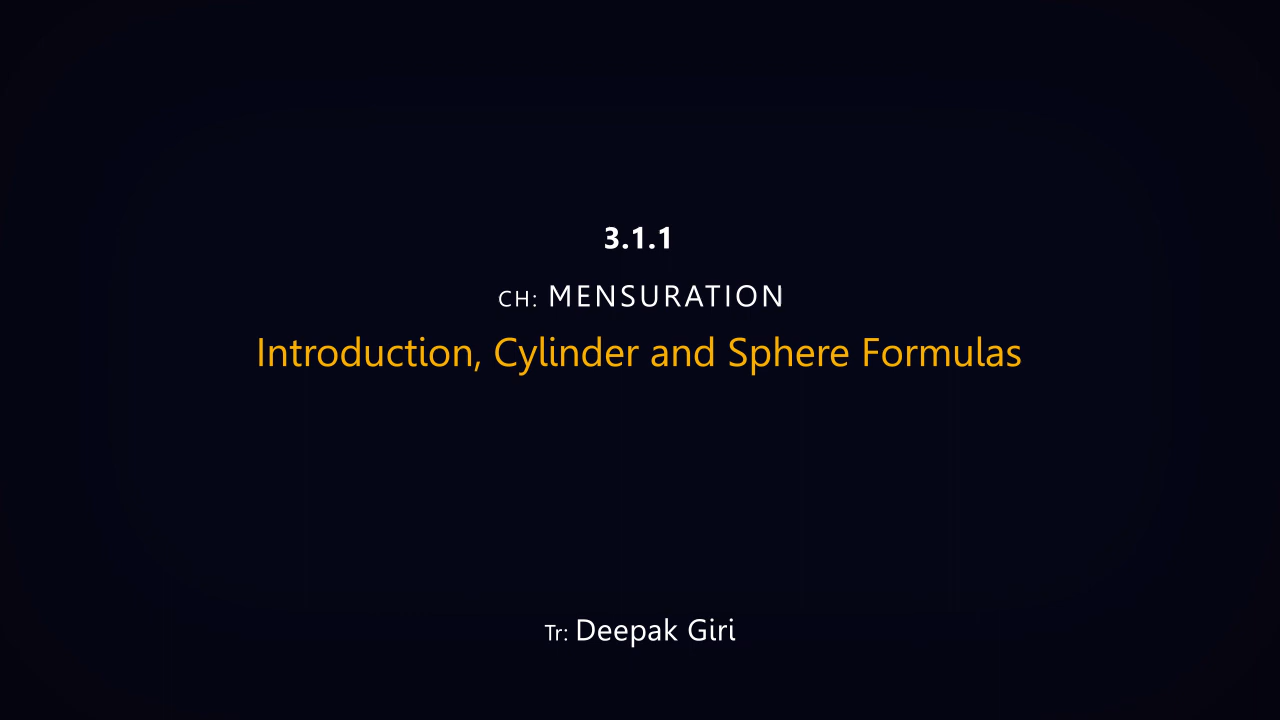 3.1.1
CH: MENSURATION
Introduction, Cylinder and Sphere Formulas
Tr: Deepak Giri